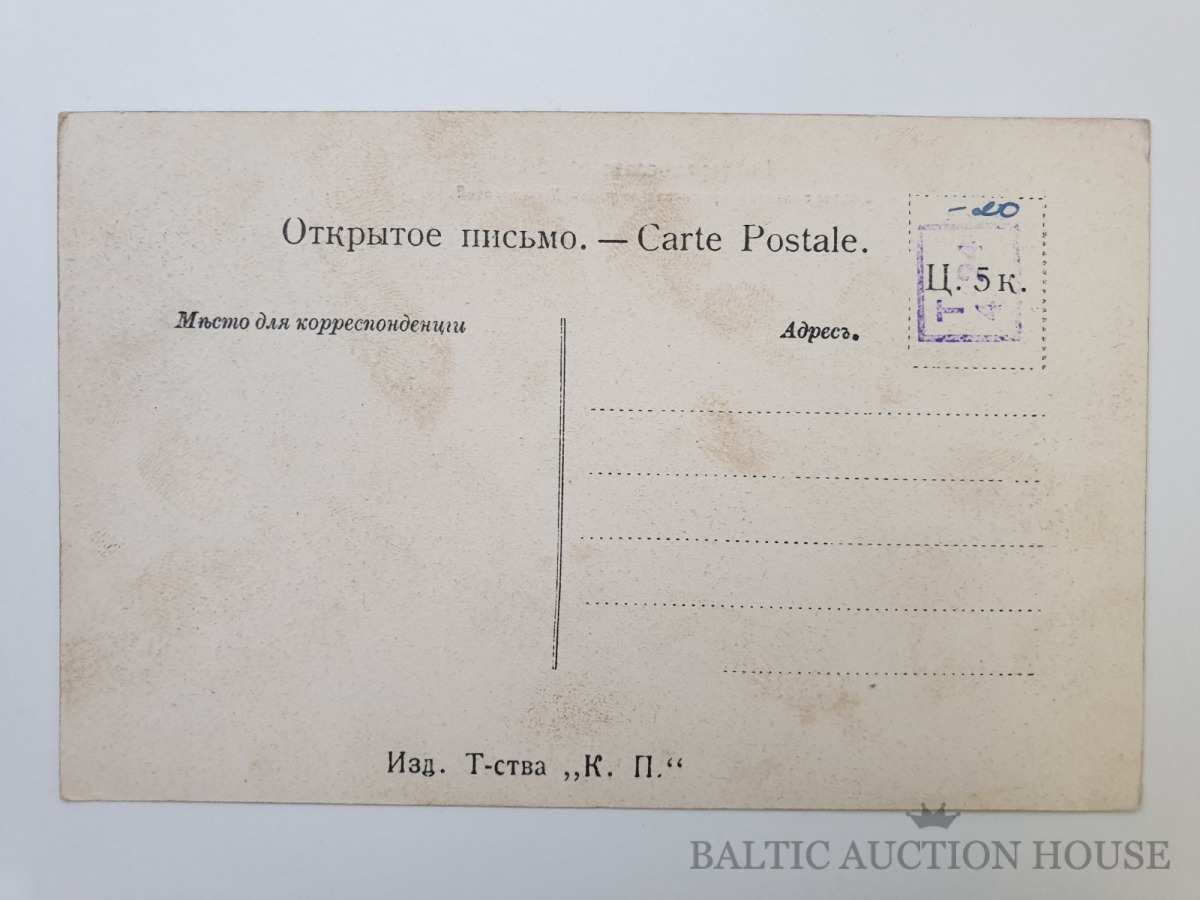 Открытое письмо. — Carte Postale.
-20
Ц. 5 к.
Мѣсто для корреспонденціи
Адресъ.
Изд. Т-ства „К. П.“
BALTIC AUCTION HOUSE